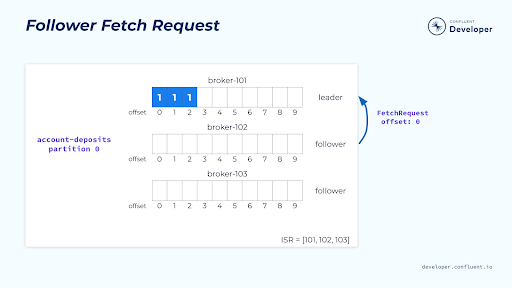 Follower Fetch Request
CONFLUENT
Developer
broker-101
1 1 1
leader
offset 0 1 2 3 4 5 6 7 8 9
FetchRequest
offset: 0
account-deposits
partition 0
broker-102
follower
offset 0 1 2 3 4 5 6 7 8 9
broker-103
follower
offset 0 1 2 3 4 5 6 7 8 9
ISR = [101, 102, 103]
developer.confluent.io